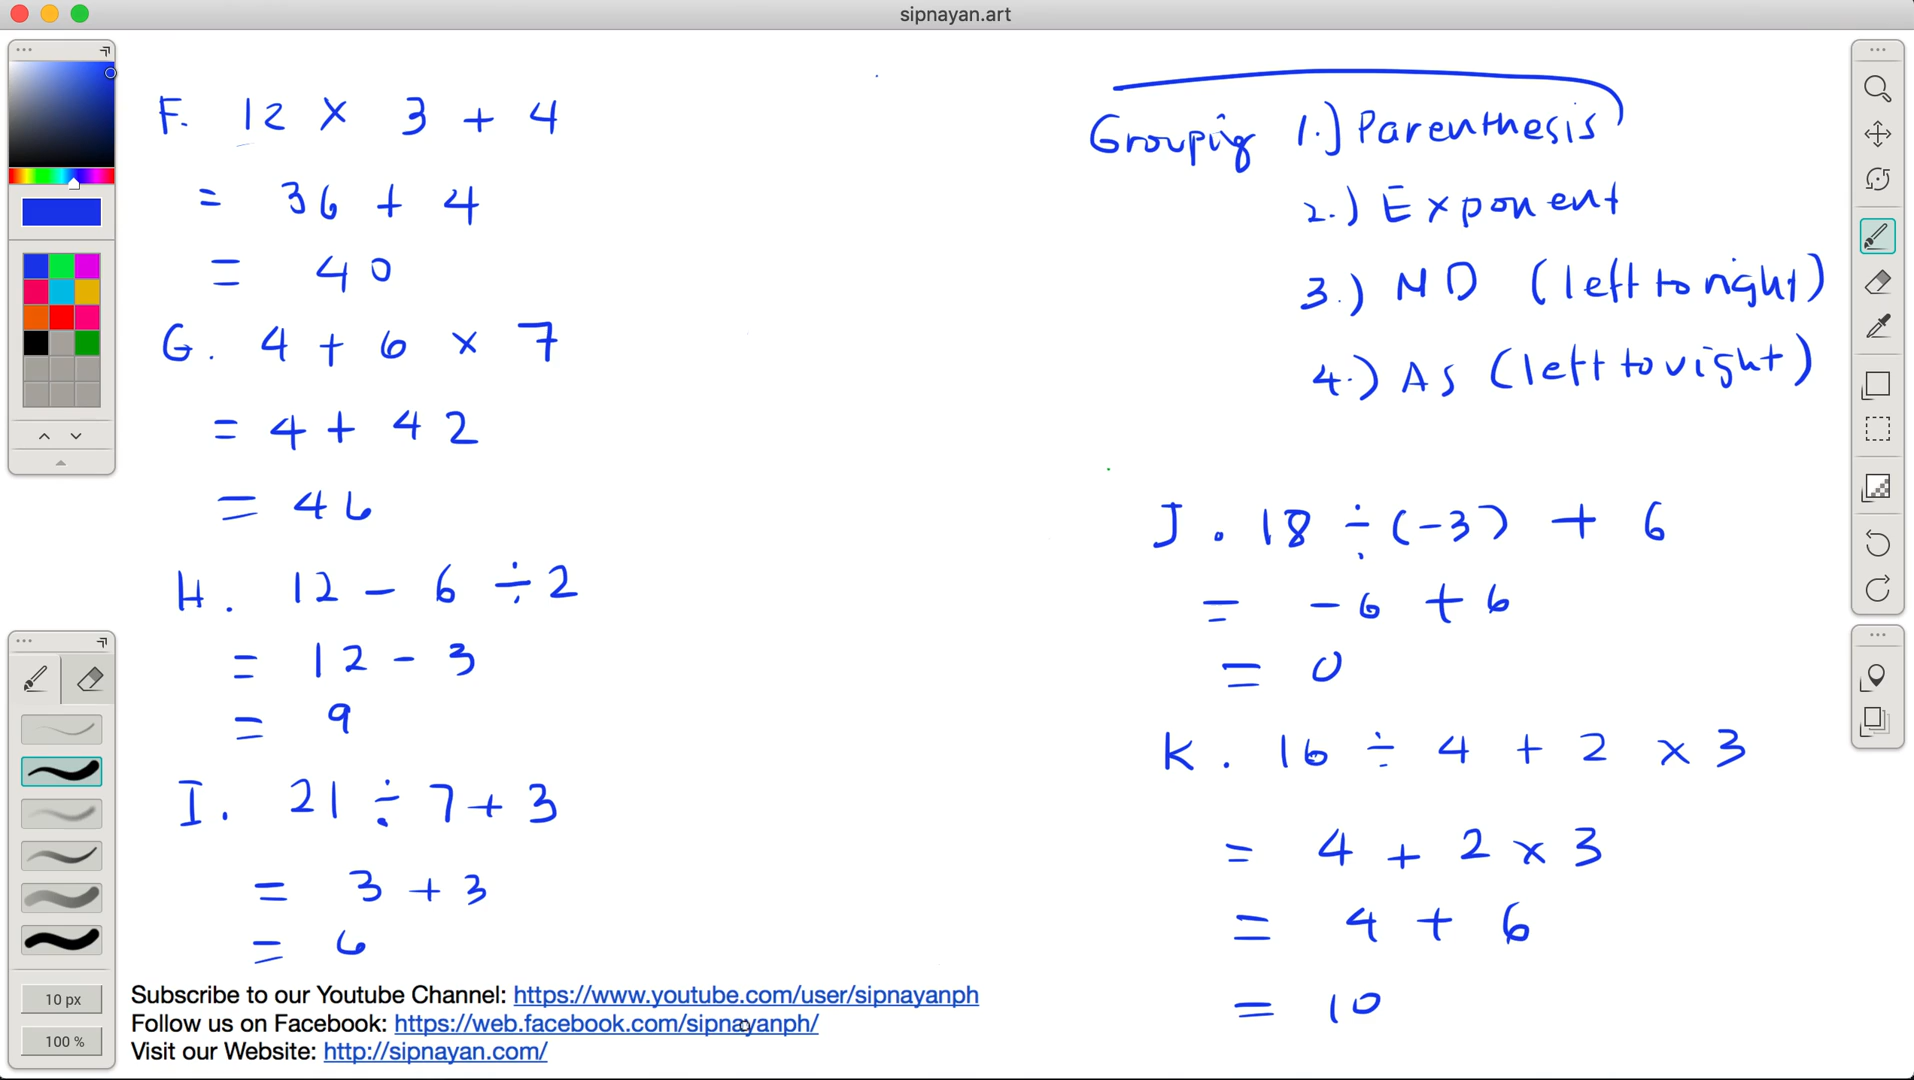 sipnayan.art
F. 12 × 3 + 4
= 36 + 4
= 40
G. 4 + 6 × 7
= 4 + 42
= 46
H. 12 - 6 ÷ 2
= 12 - 3
= 9
I. 21 ÷ 7 + 3
= 3 + 3
= 6
Grouping 1.) Parenthesis
2.) Exponent
3.) MD (left to right)
4.) AS (left to right)
J. 18 ÷ (-3) + 6
= -6 + 6
= 0
K. 16 ÷ 4 + 2 × 3
= 4 + 2 × 3
= 4 + 6
= 10
10 px
100 %
Subscribe to our Youtube Channel: https://www.youtube.com/user/sipnayanph
Follow us on Facebook: https://web.facebook.com/sipnayanph/
Visit our Website: http://sipnayan.com/